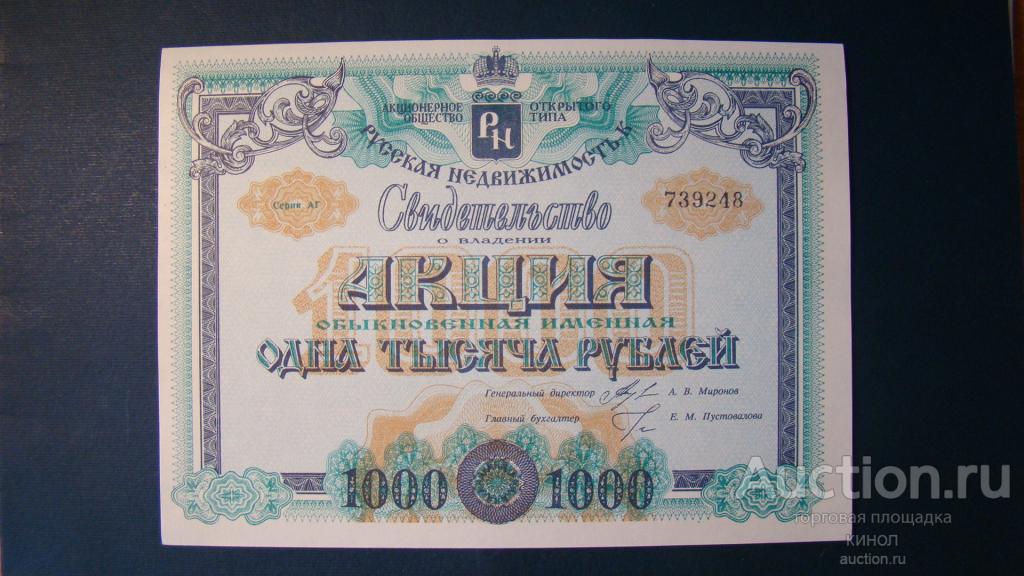 АКЦИОНЕРНОЕ ОБЩЕСТВО
ОТКРЫТОГО ТИПА
РН
РУССКАЯ НЕДВИЖИМОСТЬ К
Серия АГ
739248
Свидетельство
о владении
1000
АКЦИЯ
обыкновенная именная
ОДНА ТЫСЯЧА РУБЛЕЙ
Генеральный директор А. В. Миронов
Главный бухгалтер Е. М. Пустовалова
1000 1000
Auction.ru
торговая площадка
КИНОЛ
auction.ru